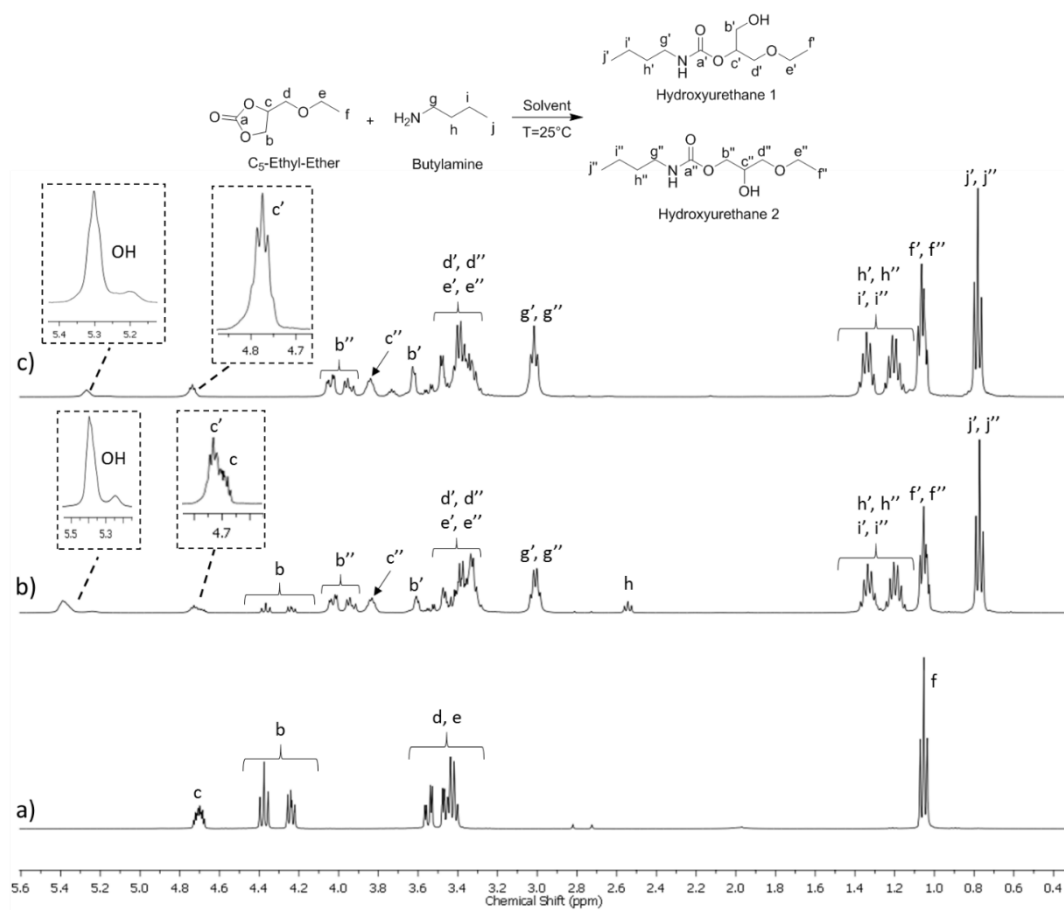 b' OH
O
j' i' g' f'
a' O c' O
h' NH d' e'
Hydroxyurethane 1
d e
c O
O f
O a
O b
C₅-Ethyl-Ether
+
g i
H₂N
h j
Butylamine
Solvent
T=25°C
i'' g'' O b'' d'' e''
j'' a'' O c'' O
h'' NH OH f''
Hydroxyurethane 2
OH
5.4 5.3 5.2
c'
4.8 4.7
j', j''
f', f''
h', h''
i', i''
d', d''
e', e''
g', g''
b''
c''
b'
c)
OH
5.5 5.3
c' c
4.7
j', j''
f', f''
h', h''
i', i''
d', d''
e', e''
g', g''
b
b''
c''
b'
h
b)
f
d, e
b
c
a)
5.6 5.4 5.2 5.0 4.8 4.6 4.4 4.2 4.0 3.8 3.6 3.4 3.2 3.0 2.8 2.6 2.4 2.2 2.0 1.8 1.6 1.4 1.2 1.0 0.8 0.6 0.4
Chemical Shift (ppm)